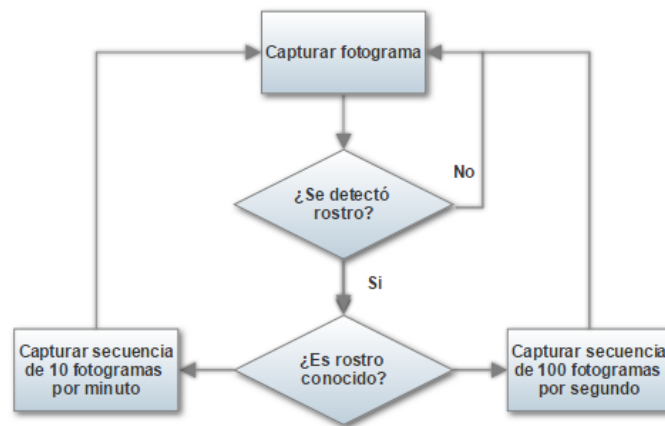 Capturar fotograma
¿Se detectó
rostro?
No
Si
Capturar secuencia
de 10 fotogramas
por minuto
¿Es rostro
conocido?
Capturar secuencia
de 100 fotogramas
por segundo